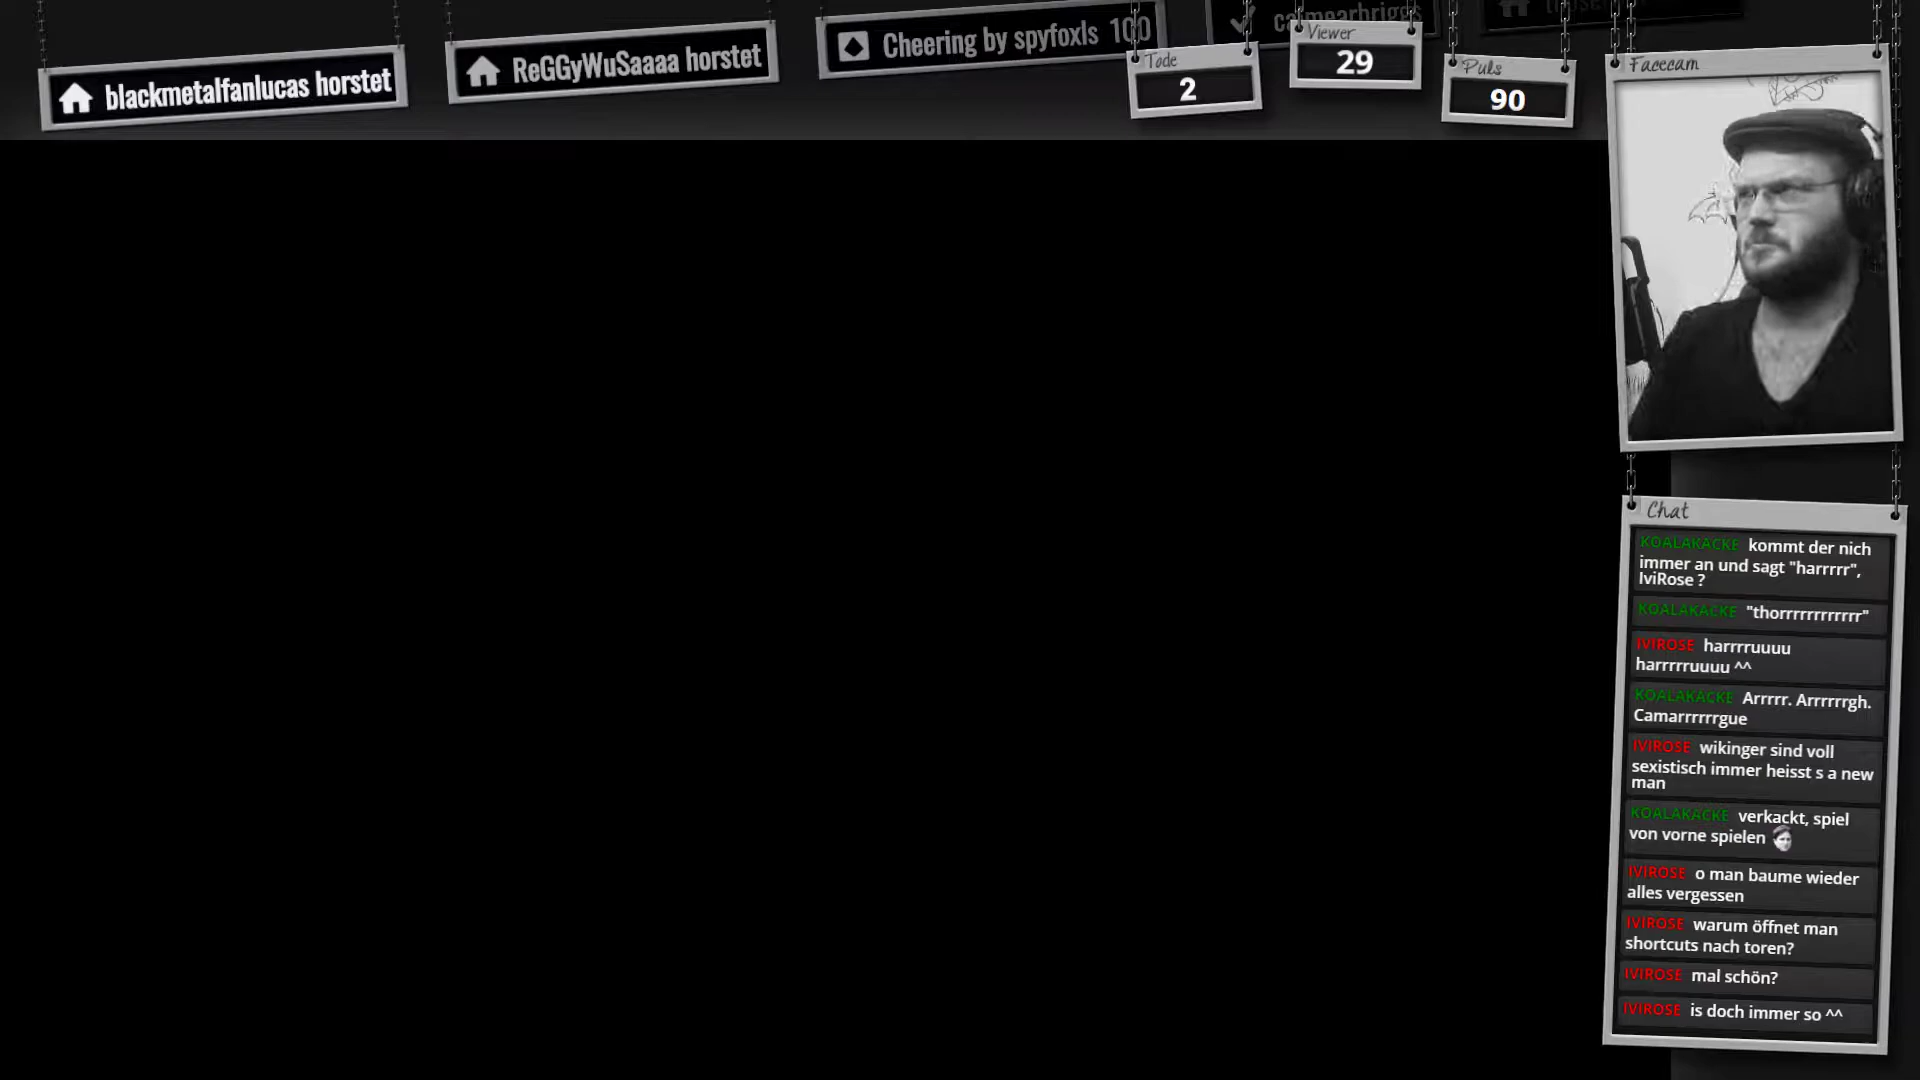 blackmetalfanlucas horstet
ReGGyWuSaaaa horstet
Cheering by spyfoxls 100
Tode
2
Viewer
29
Puls
90
Facecam
Chat
KOALAKACKE kommt der nich
immer an und sagt "harrrrr",
IviRose ?
KOALAKACKE "thorrrrrrrrrrrr"
IVIROSE harrrruuuu
harrrrruuuu ^^
KOALAKACKE Arrrrr. Arrrrrrgh.
Camarrrrrrgue
IVIROSE wikinger sind voll
sexistisch immer heisst s a new
man
KOALAKACKE verkackt, spiel
von vorne spielen
IVIROSE o man baume wieder
alles vergessen
IVIROSE warum öffnet man
shortcuts nach toren?
IVIROSE mal schön?
IVIROSE is doch immer so ^^